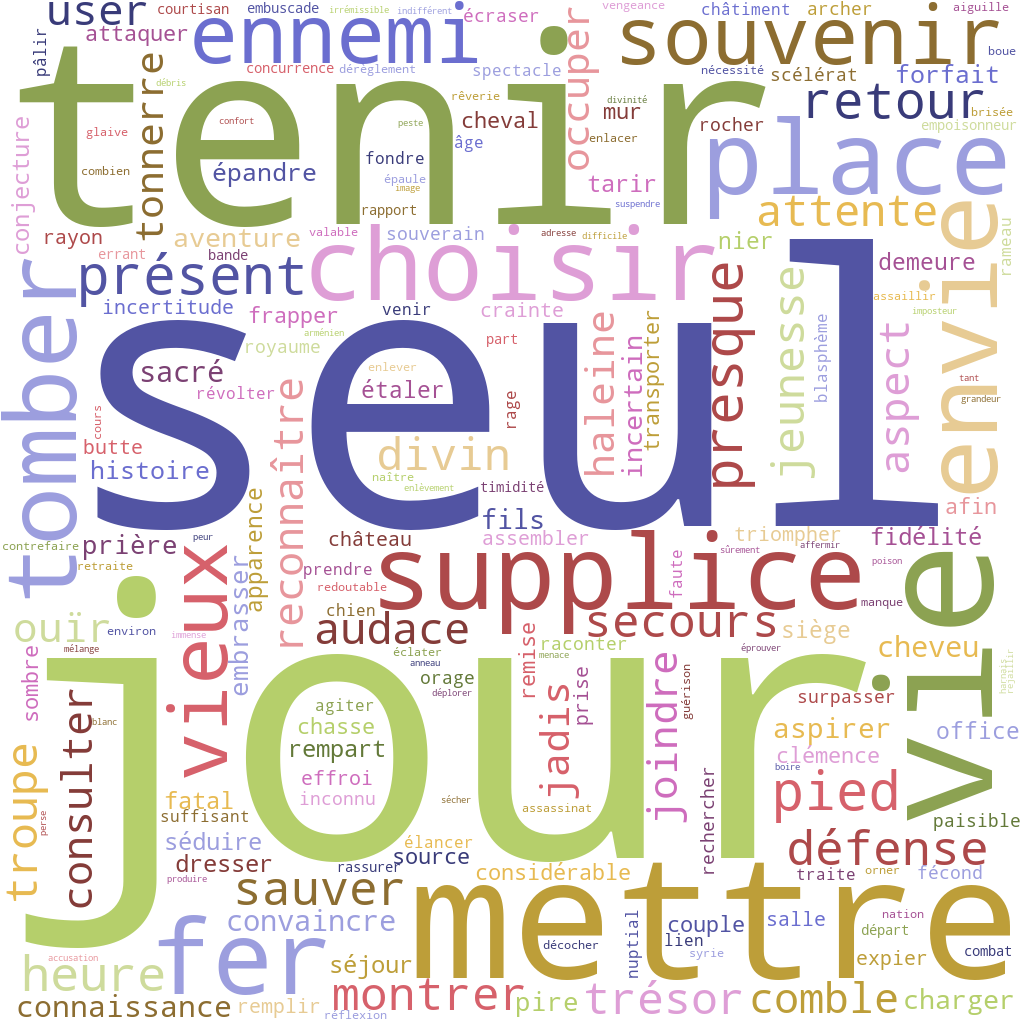 user
courtisan
embuscade
irrémissible
indifférent
écraser
vengeance
châtiment
archer
aiguille
attaquer
ennemi
souvenir
pâlir
concurrence
dérèglement
spectacle
nécessité
scélérat
forfait
boue
tenir
débris
tonnerre
rêverie
occuper
divinité
mur
retour
brisée
glaive
confort
peste
cheval
enlacer
rocher
empoisonneur
conjecture
combien
épandre
fondre
âge
place
épaule
image
tarir
rapport
suspendre
attente
envie
rameau
rayon
aventure
valable
souverain
adresse
difficile
nier
errant
bande
choisir
demeure
tomber
présent
presque
jeunesse
assaillir
incertitude
frapper
venir
crainte
haleine
incertain
transporter
blasphème
aspect
imposteur
arménien
royaume
part
seul
sacré
révolter
enlever
étaler
rage
tant
grandeur
reconnaître
cours
butte
divin
histoire
naître
enlèvement
timidité
afin
apparence
fils
contrefaire
prière
peur
château
assembler
triompher
fidélité
sûrement
affermir
retraite
vieux
embrasser
prendre
redoutable
supplice
faute
poison
vie
chien
manque
ouïr
environ
immense
audace
secours
siège
mélange
éclater
remise
raconter
éprouver
cheveu
sombre
jour
anneau
menace
orage
déplorer
jadis
prise
joindre
guérison
harnais
rejaillir
consulter
agiter
surpasser
blanc
chasse
aspirer
office
rempart
clémence
troupe
effroi
boire
rechercher
pied
fatal
inconnu
sécher
assassinat
perse
suffisant
paisible
séduire
élancer
défense
dresser
rassurer
source
considérable
traite
orner
fécond
produire
sauver
mettre
fer
convaincre
nuptial
couple
salle
nation
départ
décocher
lien
syrie
combat
accusation
heure
séjour
expier
connaissance
remplir
réflexion
montrer
pire
trésor
comble
charger